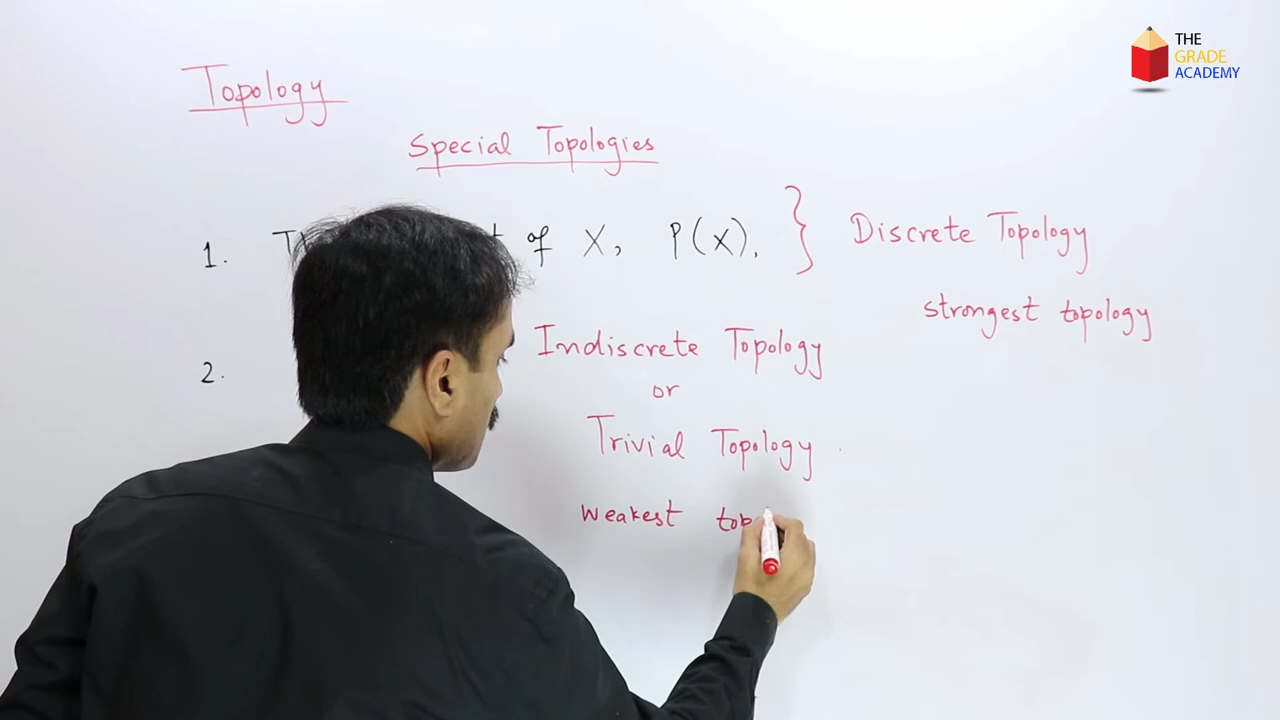 THE
GRADE
ACADEMY
Topology
Special Topologies
1. of X, P(X), } Discrete Topology
strongest topology
2. Indiscrete Topology
or
Trivial Topology
weakest